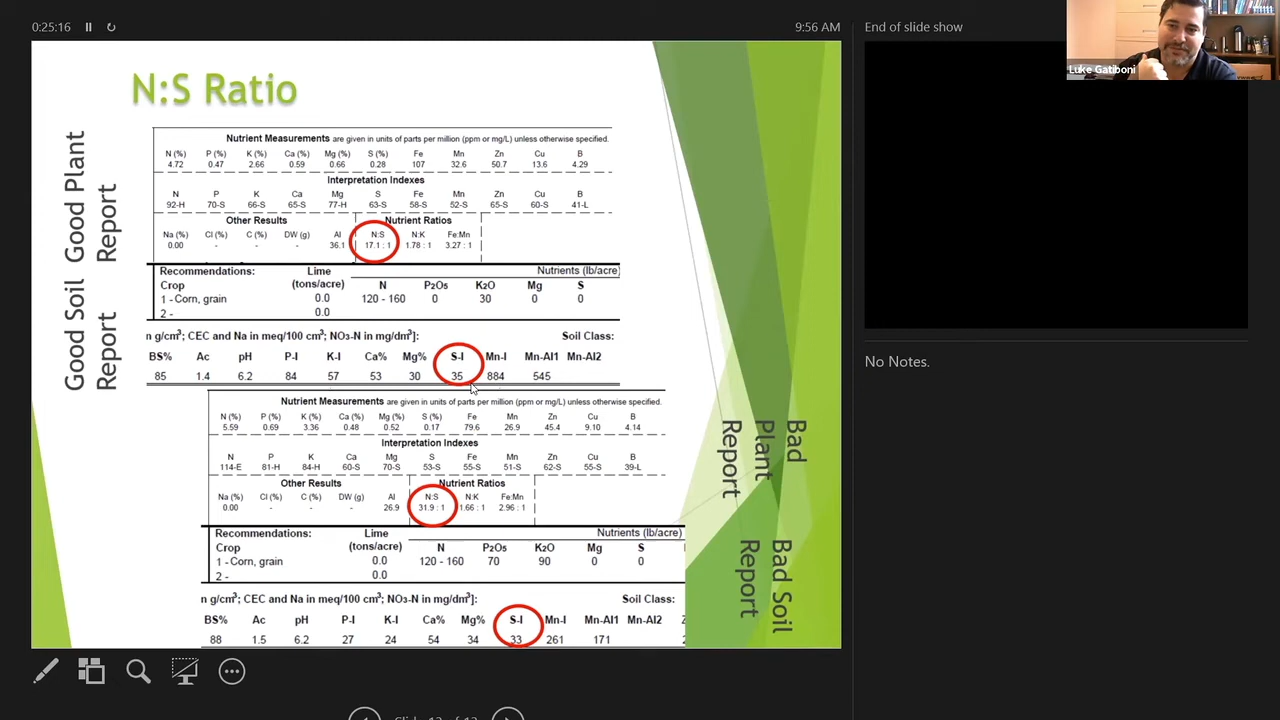 0:25:16
9:56 AM
End of slide show
Luke Gatiboni
No Notes.
N:S Ratio
Good Plant
Report
Nutrient Measurements are given in units of parts per million (ppm or mg/L) unless otherwise specified.
N (%) P (%) K (%) Ca (%) Mg (%) S (%) Fe Mn Zn Cu B
4.72 0.47 2.66 0.59 0.66 0.28 107 32.6 50.7 13.6 4.29
Interpretation Indexes
N P K Ca Mg S Fe Mn Zn Cu B
92-H 70-S 66-S 65-S 77-H 63-S 58-S 52-S 65-S 60-S 41-L
Other Results Nutrient Ratios
Na (%) Cl (%) C (%) DW (g) Al N:S N:K Fe:Mn
0.00 - - - 36.1 17.1 : 1 1.78 : 1 3.27 : 1
Good Soil
Report
Recommendations: Lime Nutrients (lb/acre)
Crop (tons/acre) N P2O5 K2O Mg S
1 - Corn, grain 0.0 120 - 160 0 30 0 0
2 - 0.0
n g/cm³; CEC and Na in meq/100 cm³; NO3-N in mg/dm³]: Soil Class:
BS% Ac pH P-I K-I Ca% Mg% S-I Mn-I Mn-AI1 Mn-AI2
85 1.4 6.2 84 57 53 30 35 884 545
Bad
Plant
Report
Nutrient Measurements are given in units of parts per million (ppm or mg/L) unless otherwise specified.
N (%) P (%) K (%) Ca (%) Mg (%) S (%) Fe Mn Zn Cu B
5.59 0.69 3.36 0.48 0.52 0.17 79.6 26.9 45.4 9.10 4.14
Interpretation Indexes
N P K Ca Mg S Fe Mn Zn Cu B
114-E 81-H 84-H 60-S 70-S 53-S 55-S 51-S 62-S 55-S 39-L
Other Results Nutrient Ratios
Na (%) Cl (%) C (%) DW (g) Al N:S N:K Fe:Mn
0.00 - - - 26.9 31.9 : 1 1.66 : 1 2.96 : 1
Bad Soil
Report
Recommendations: Lime Nutrients (lb/acre)
Crop (tons/acre) N P2O5 K2O Mg S
1 - Corn, grain 0.0 120 - 160 70 90 0 0
2 - 0.0
n g/cm³; CEC and Na in meq/100 cm³; NO3-N in mg/dm³]: Soil Class:
BS% Ac pH P-I K-I Ca% Mg% S-I Mn-I Mn-AI1 Mn-AI2
88 1.5 6.2 27 24 54 34 33 261 171